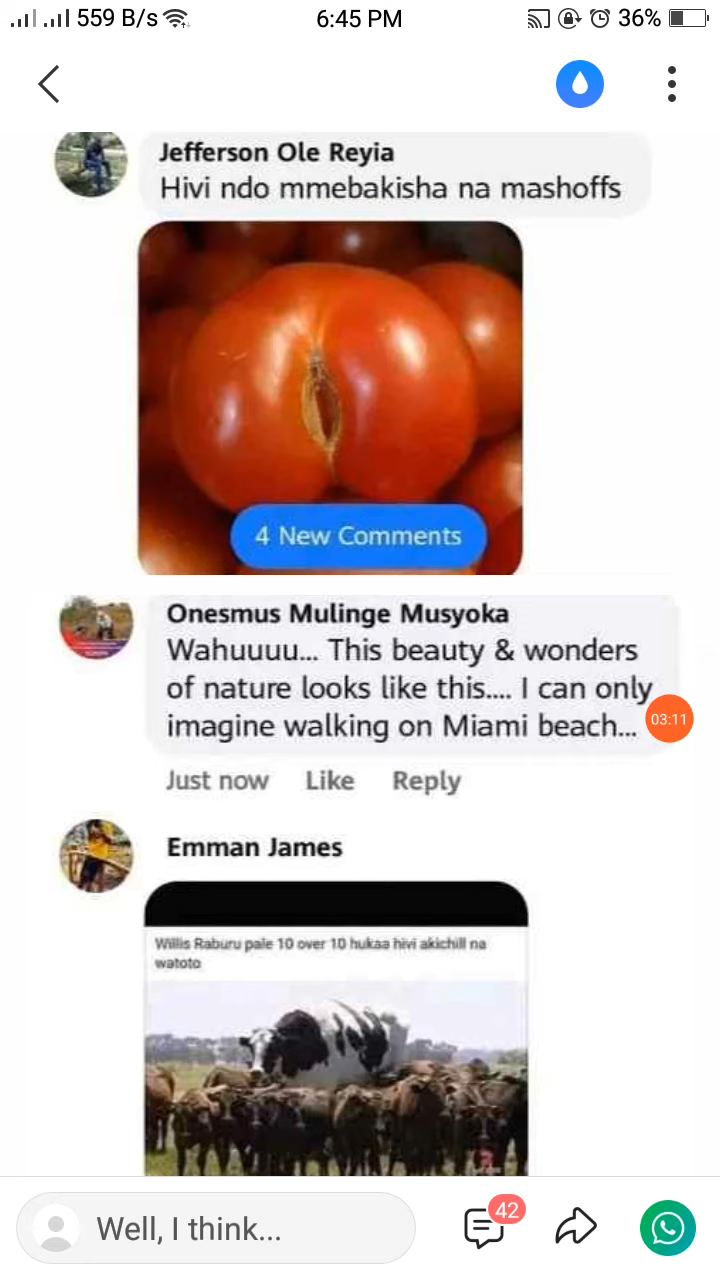 559 B/s
6:45 PM
36%
Jefferson Ole Reyia
Hivi ndo mmebakisha na mashoffs
4 New Comments
Onesmus Mulinge Musyoka
Wahuuuu... This beauty & wonders
of nature looks like this.... I can only
imagine walking on Miami beach...
03:11
Just now Like Reply
Emman James
Willis Raburu pale 10 over 10 hukaa hivi akichill na
watoto
Well, I think...
42